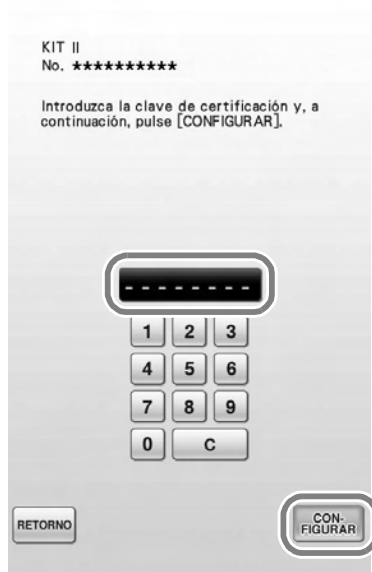 KIT II
No. **********
Introduzca la clave de certificación y, a
continuación, pulse [CONFIGURAR].
- - - - - - - -
1 2 3
4 5 6
7 8 9
0 C
RETORNO
CON-
FIGURAR